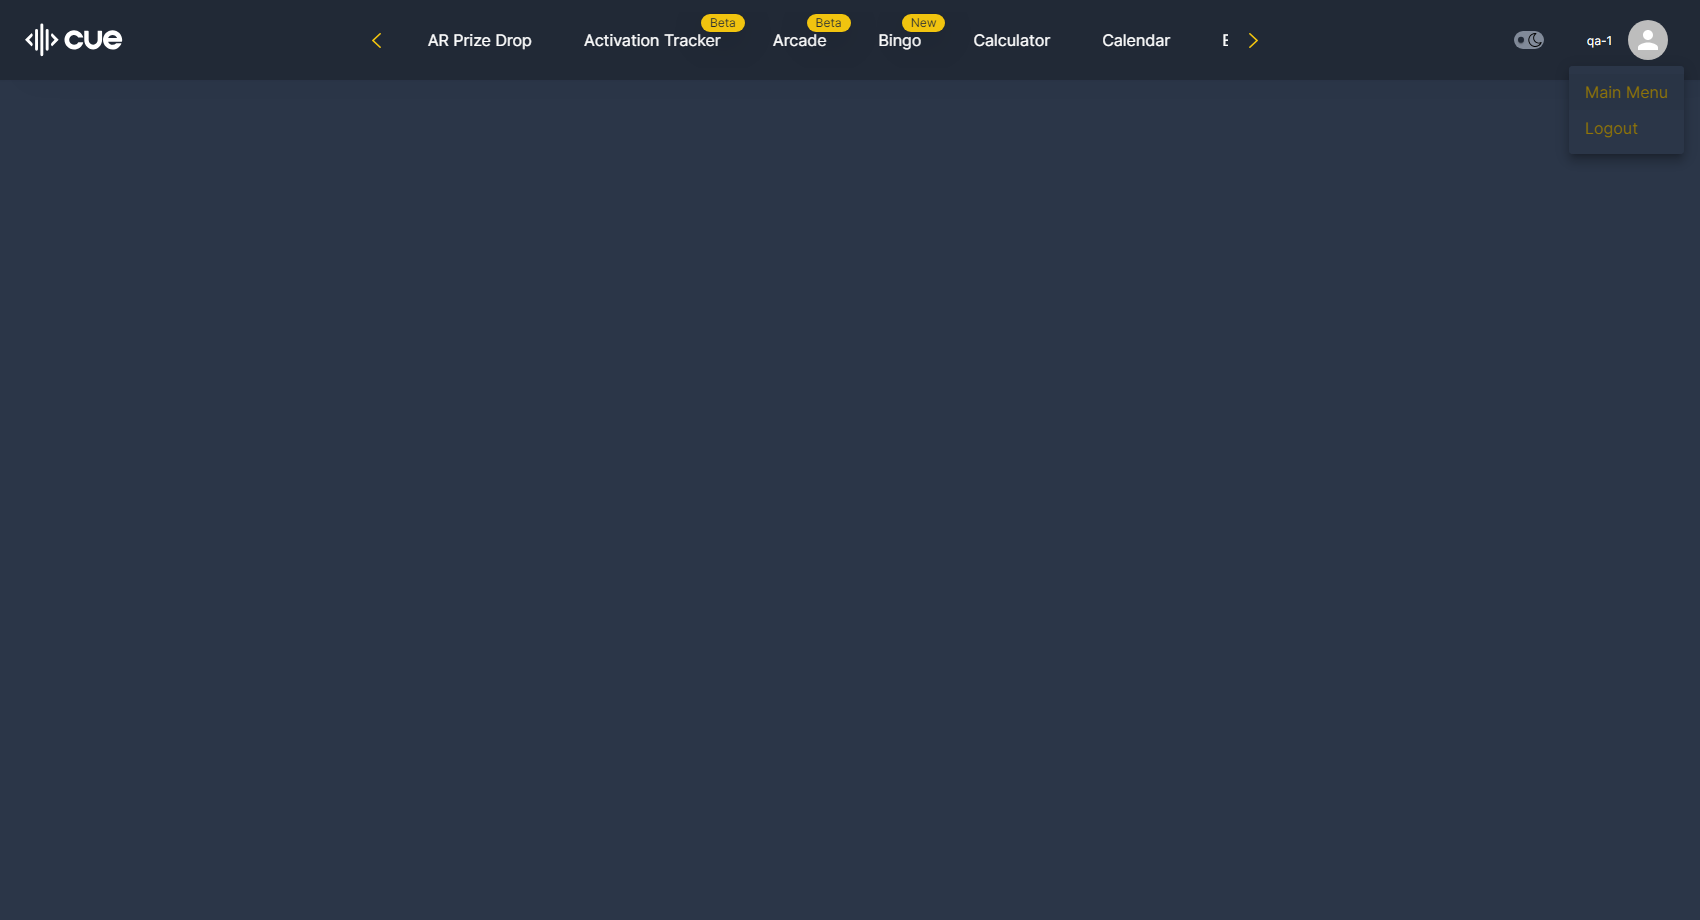 cue
AR Prize Drop
Activation Tracker
Beta
Arcade
Beta
Bingo
New
Calculator
Calendar
qa-1
Main Menu
Logout